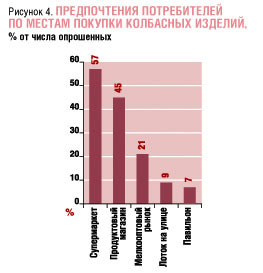 Рисунок 4. ПРЕДПОЧТЕНИЯ ПОТРЕБИТЕЛЕЙ
ПО МЕСТАМ ПОКУПКИ КОЛБАСНЫХ ИЗДЕЛИЙ,
% от числа опрошенных
60
50
40
30
20
10
0
%
57
45
21
9
7
Супермаркет
Продуктовый
магазин
Мелкооптовый
рынок
Лоток на улице
Павильон